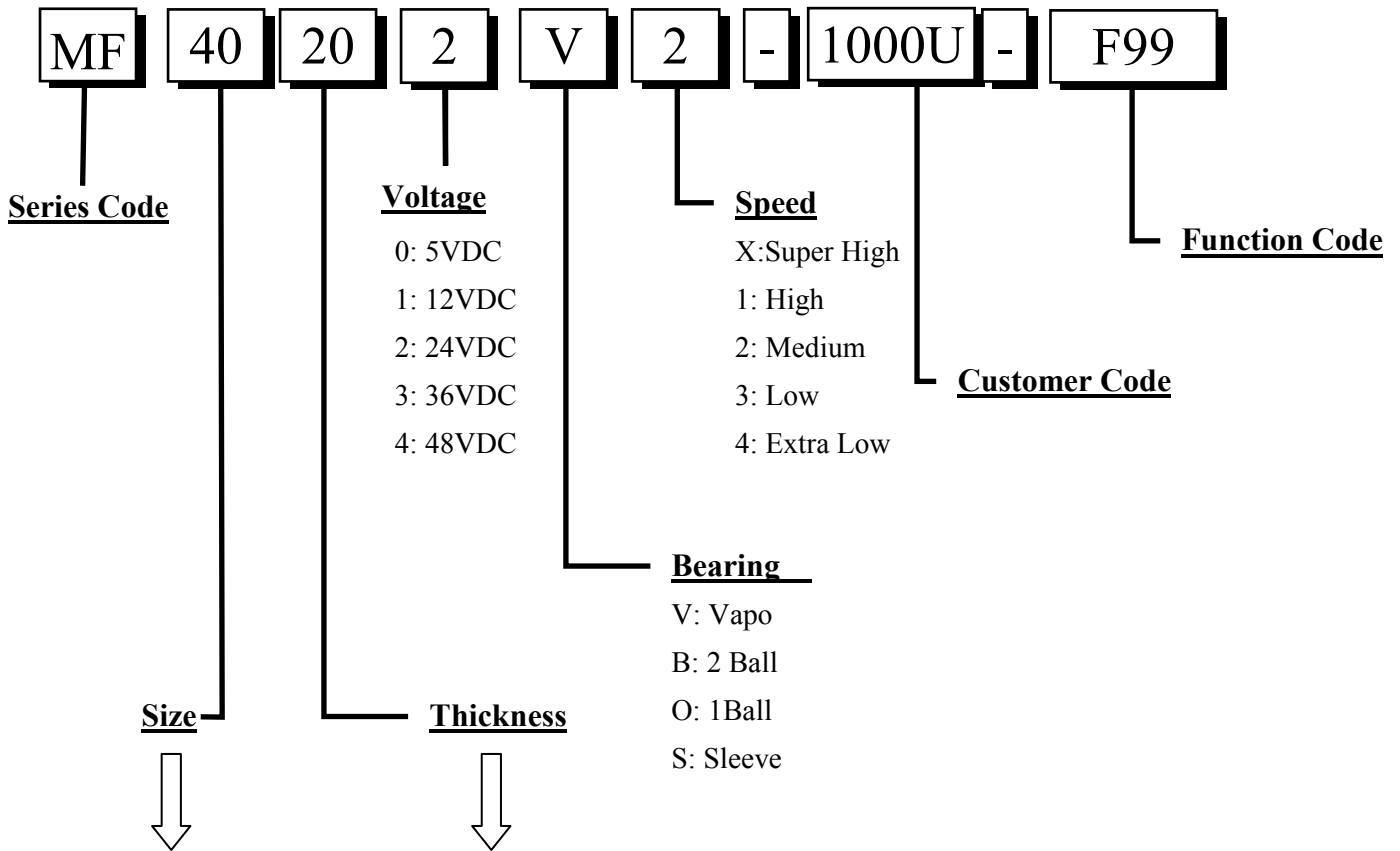 MF 40 20 2 V 2 - 1000U - F99
Series Code
Voltage
0: 5VDC
1: 12VDC
2: 24VDC
3: 36VDC
4: 48VDC
Speed
X:Super High
1: High
2: Medium
3: Low
4: Extra Low
Function Code
Customer Code
Bearing
V: Vapo
B: 2 Ball
O: 1Ball
S: Sleeve
Size
Thickness